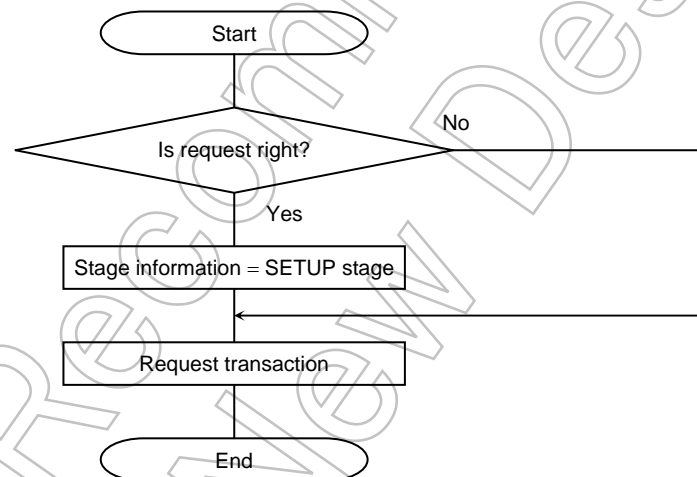 Start
Is request right?
No
Yes
Stage information = SETUP stage
Request transaction
End